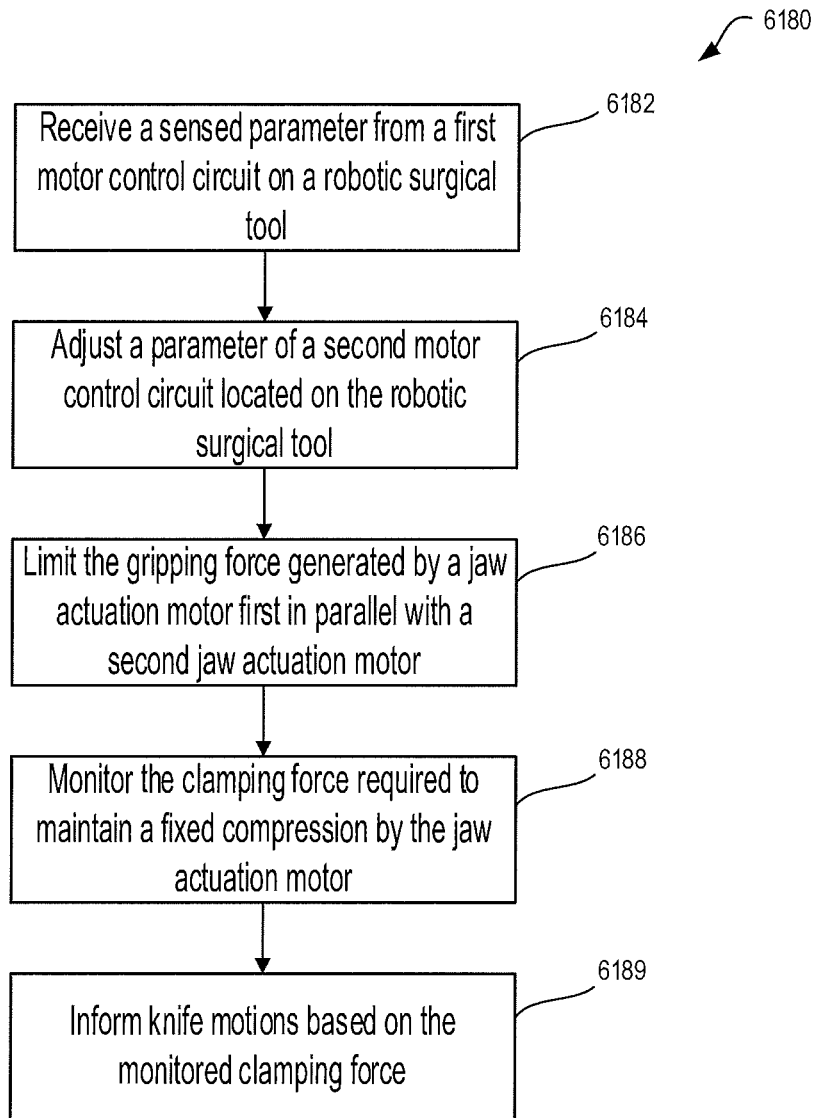 6180
6182
Receive a sensed parameter from a first
motor control circuit on a robotic surgical
tool
6184
Adjust a parameter of a second motor
control circuit located on the robotic
surgical tool
6186
Limit the gripping force generated by a jaw
actuation motor first in parallel with a
second jaw actuation motor
6188
Monitor the clamping force required to
maintain a fixed compression by the jaw
actuation motor
6189
Inform knife motions based on the
monitored clamping force